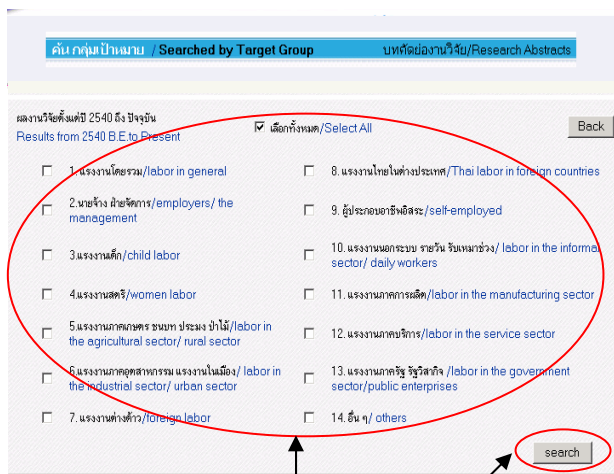 ค้น กลุ่มเป้าหมาย / Searched by Target Group
บทคัดย่องานวิจัย/Research Abstracts
ผลงานวิจัยตั้งแต่ปี 2540 ถึง ปัจจุบัน
Results from 2540 B.E.to Present
เลือกทั้งหมด/Select All
Back
1.แรงงานโดยรวม/labor in general
2.นายจ้าง ฝ่ายจัดการ/employers/ the
management
3.แรงงานเด็ก/child labor
4.แรงงานสตรี/women labor
5.แรงงานภาคเกษตร ชนบท ประมง ป่าไม้/labor in
the agricultural sector/ rural sector
6.แรงงานภาคอุตสาหกรรม แรงงานในเมือง/ labor in
the industrial sector/ urban sector
7. แรงงานต่างด้าว/foreign labor
8. แรงงานไทยในต่างประเทศ/Thai labor in foreign countries
9. ผู้ประกอบอาชีพอิสระ/self-employed
10. แรงงานนอกระบบ รายวัน รับเหมาช่วง/ labor in the informal
sector/ daily workers
11. แรงงานภาคการผลิต/labor in the manufacturing sector
12. แรงงานภาคบริการ/labor in the service sector
13. แรงงานภาครัฐ รัฐวิสาหกิจ /labor in the government
sector/public enterprises
14. อื่น ๆ/ others
search